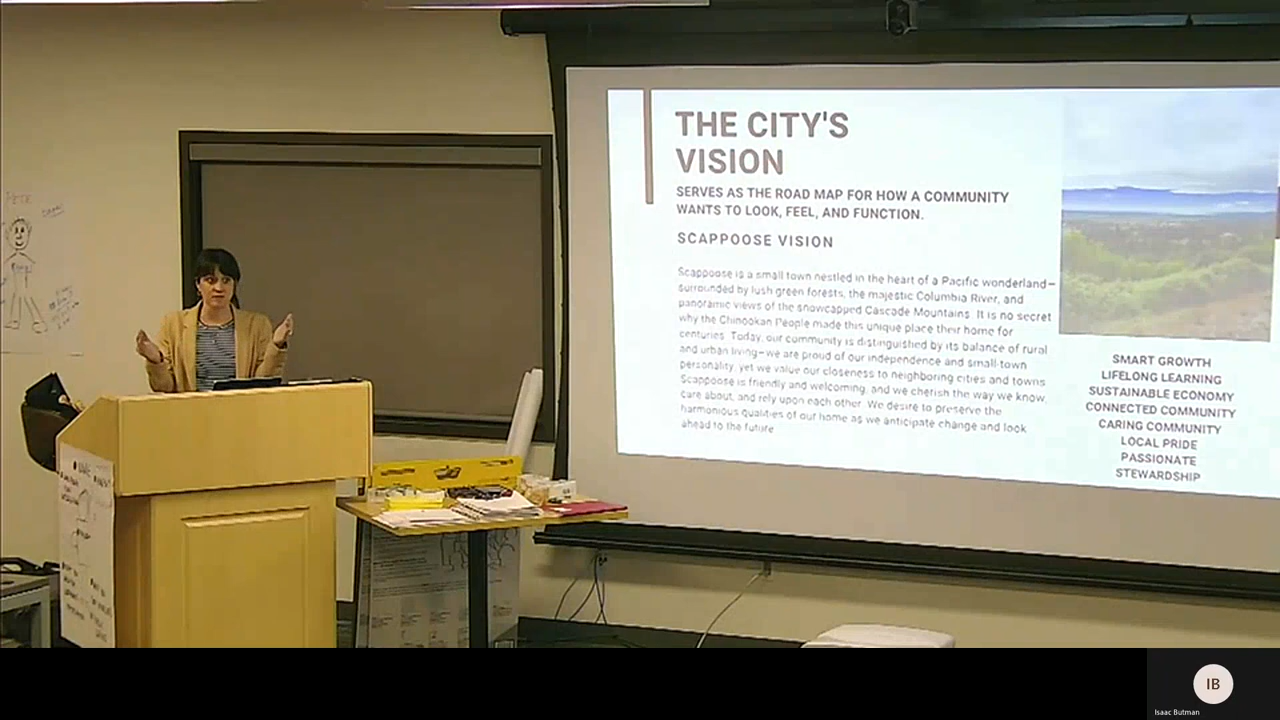 THE CITY'S
VISION
SERVES AS THE ROAD MAP FOR HOW A COMMUNITY
WANTS TO LOOK, FEEL, AND FUNCTION.
SCAPPOOSE VISION
Scappoose is a small town nestled in the heart of a Pacific wonderland—
surrounded by lush green forests, the majestic Columbia River, and
panoramic views of the snowcapped Cascade Mountains. It is no secret
why the Chinookan People made this unique place their home for
centuries. Today, our community is distinguished by its balance of rural
and urban living—we are proud of our independence and small-town
personality, yet we value our closeness to neighboring cities and towns.
Scappoose is friendly and welcoming, and we cherish the way we know,
care about, and rely upon each other. We desire to preserve the
harmonious qualities of our home as we anticipate change and look
ahead to the future.
SMART GROWTH
LIFELONG LEARNING
SUSTAINABLE ECONOMY
CONNECTED COMMUNITY
CARING COMMUNITY
LOCAL PRIDE
PASSIONATE
STEWARDSHIP
PETE
IB
Isaac Butman